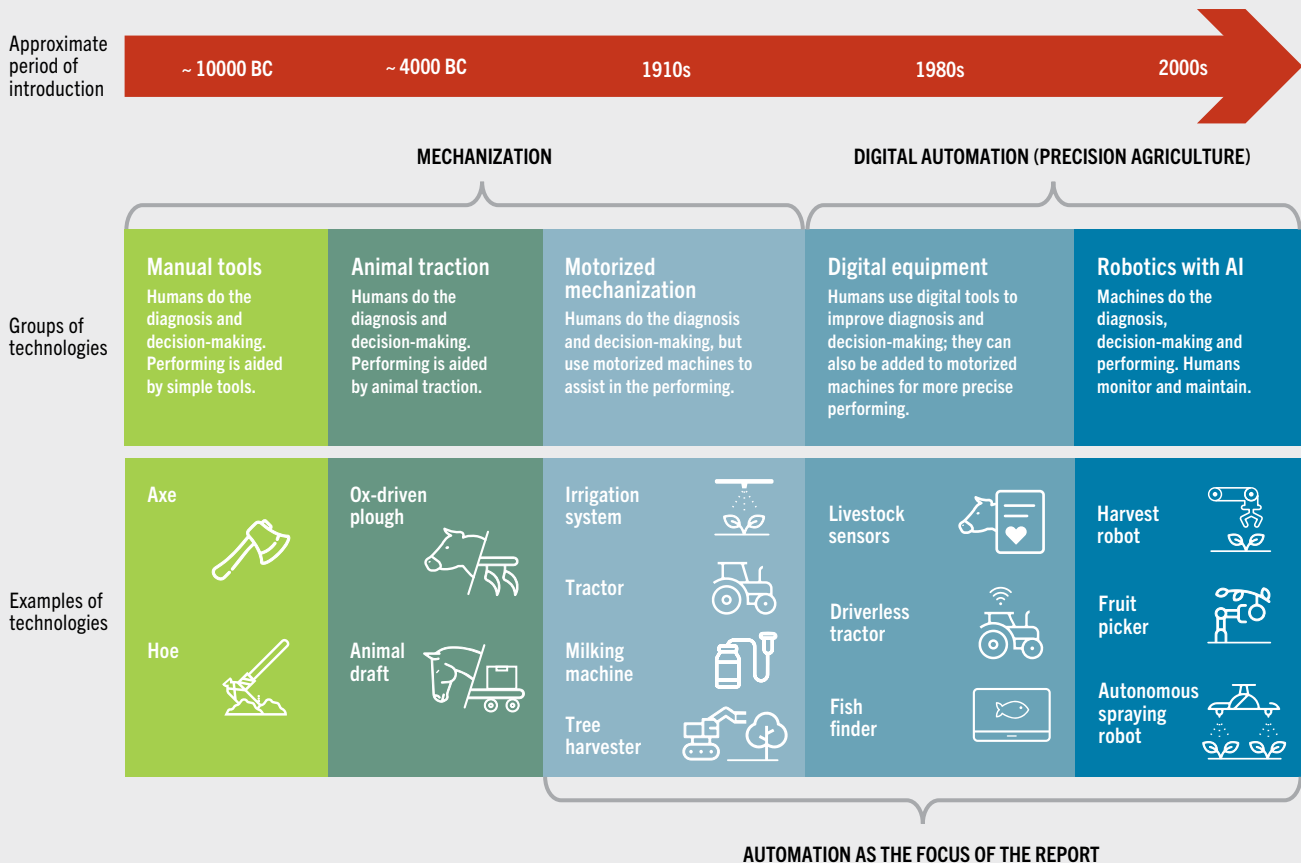 Approximate
period of
introduction
~ 10000 BC
~ 4000 BC
1910s
1980s
2000s
MECHANIZATION
DIGITAL AUTOMATION (PRECISION AGRICULTURE)
Groups of
technologies
Manual tools
Humans do the
diagnosis and
decision-making.
Performing is aided
by simple tools.
Animal traction
Humans do the
diagnosis and
decision-making.
Performing is aided
by animal traction.
Motorized
mechanization
Humans do the diagnosis
and decision-making, but
use motorized machines to
assist in the performing.
Digital equipment
Humans use digital tools to
improve diagnosis and
decision-making; they can
also be added to motorized
machines for more precise
performing.
Robotics with AI
Machines do the
diagnosis,
decision-making and
performing. Humans
monitor and maintain.
Examples of
technologies
Axe
Hoe
Ox-driven
plough
Animal
draft
Irrigation
system
Tractor
Milking
machine
Tree
harvester
Livestock
sensors
Driverless
tractor
Fish
finder
Harvest
robot
Fruit
picker
Autonomous
spraying
robot
AUTOMATION AS THE FOCUS OF THE REPORT